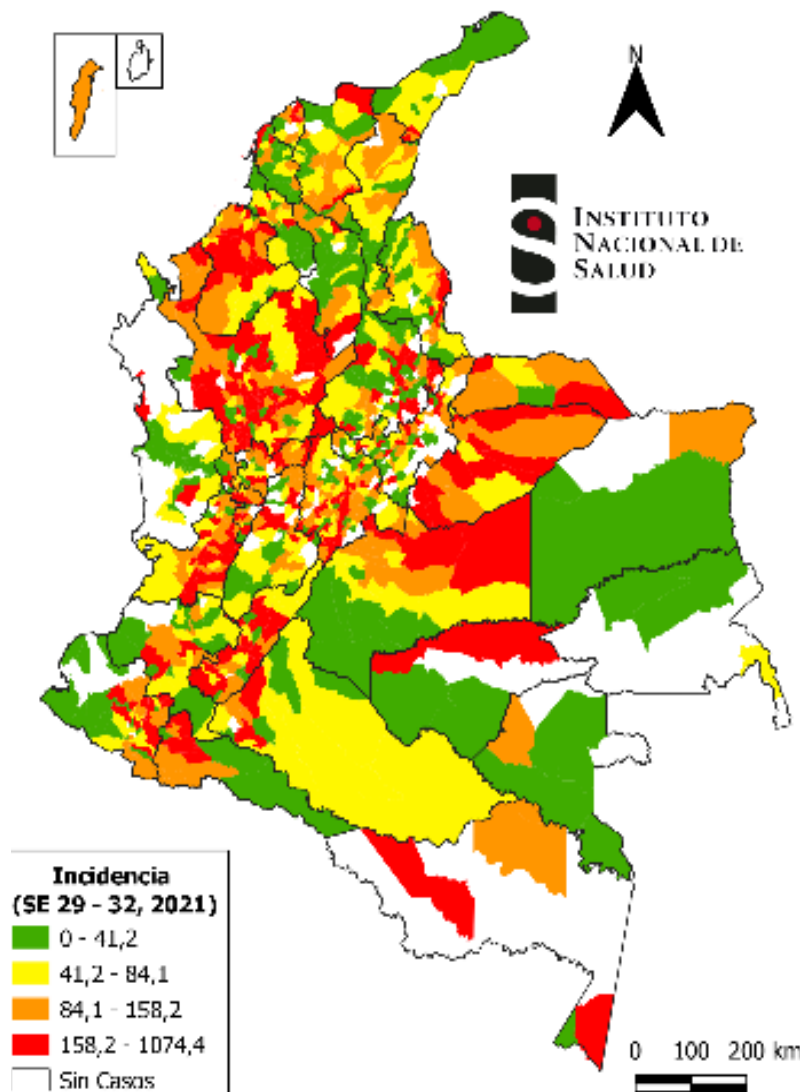 N
INSTITUTO
NACIONAL DE
SALUD
Incidencia
(SE 29 - 32, 2021)
0 - 41,2
41,2 - 84,1
84,1 - 158,2
158,2 - 1074,4
Sin Casos
0 100 200 km